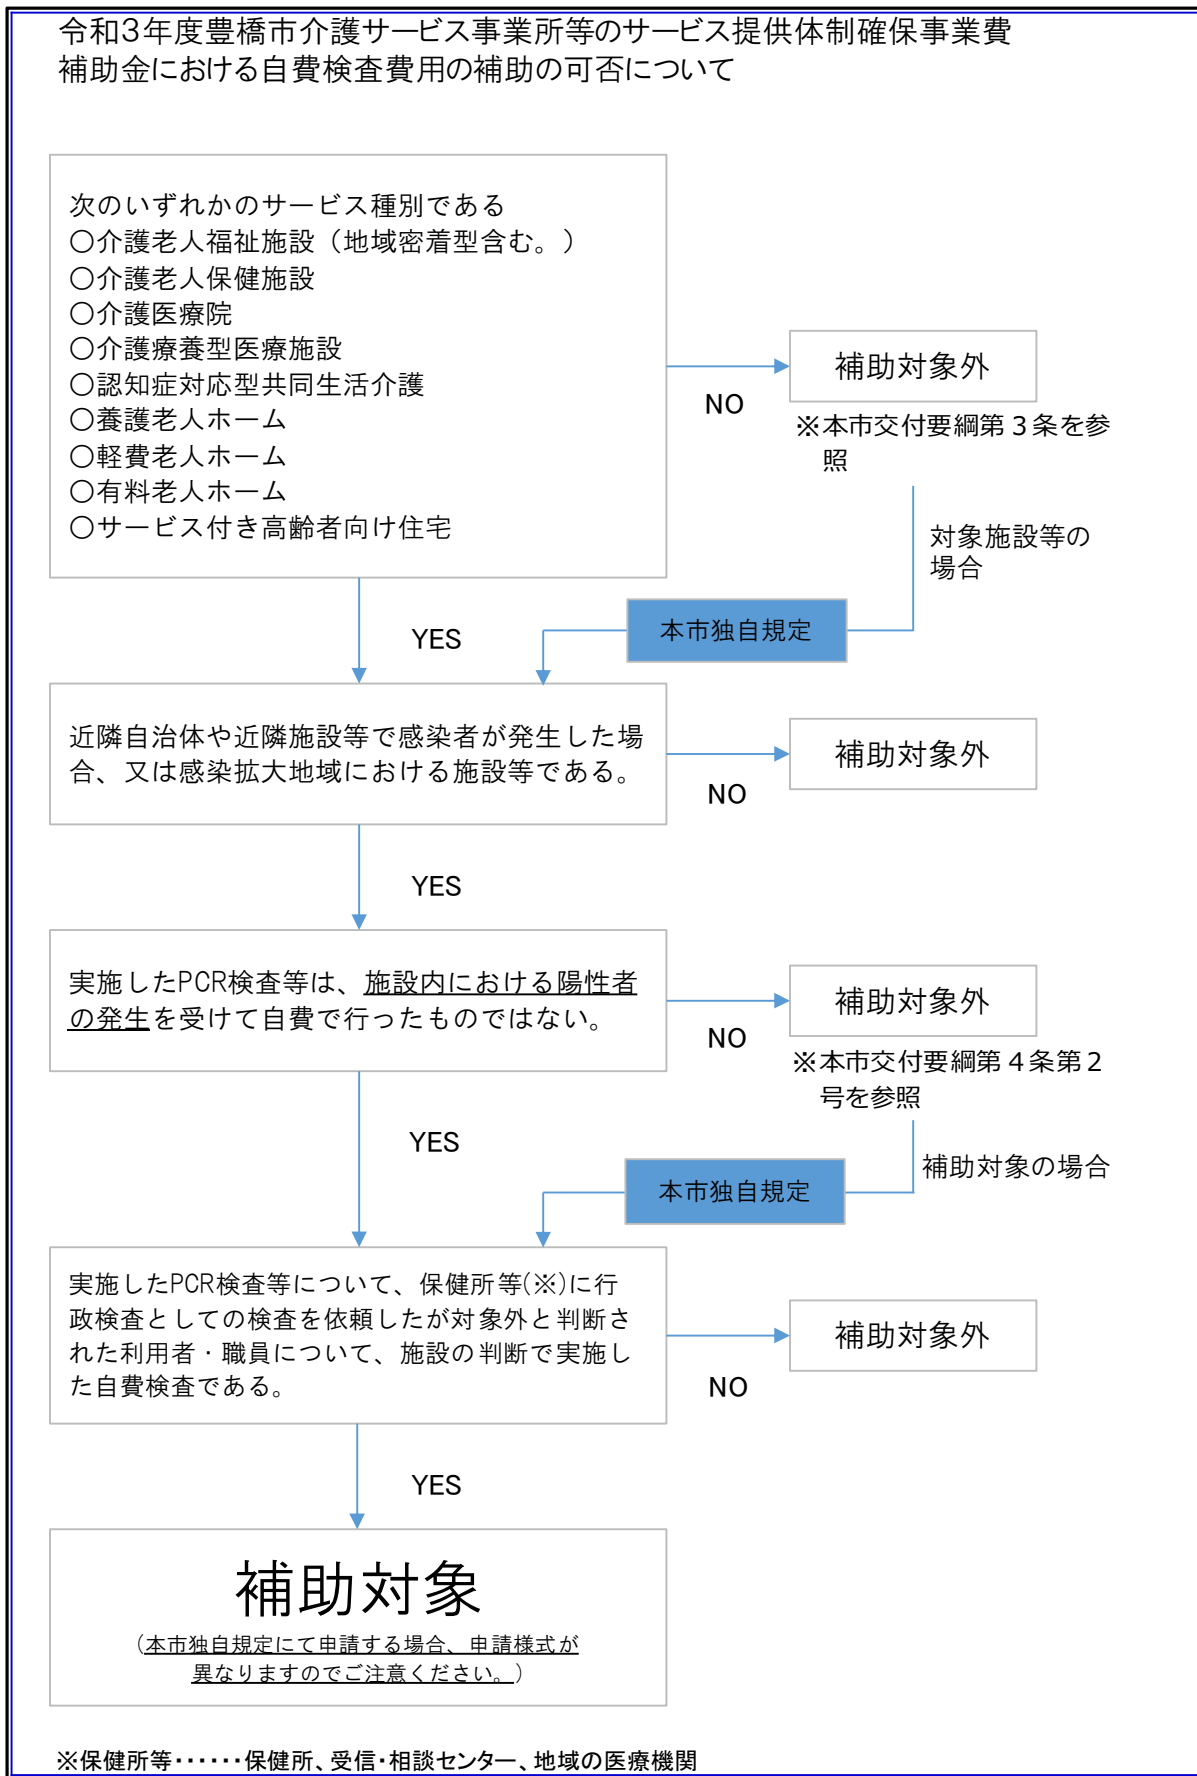 令和3年度豊橋市介護サービス事業所等のサービス提供体制確保事業費
補助金における自費検査費用の補助の可否について
次のいずれかのサービス種別である
○介護老人福祉施設（地域密着型含む。）
○介護老人保健施設
○介護医療院
○介護療養型医療施設
○認知症対応型共同生活介護
○養護老人ホーム
○軽費老人ホーム
○有料老人ホーム
○サービス付き高齢者向け住宅
NO
補助対象外
※本市交付要綱第３条を参
照
対象施設等の
場合
本市独自規定
YES
近隣自治体や近隣施設等で感染者が発生した場
合、又は感染拡大地域における施設等である。
NO
補助対象外
YES
実施したPCR検査等は、施設内における陽性者
の発生を受けて自費で行ったものではない。
NO
補助対象外
※本市交付要綱第４条第２
号を参照
補助対象の場合
本市独自規定
YES
実施したPCR検査等について、保健所等(※)に行
政検査としての検査を依頼したが対象外と判断さ
れた利用者・職員について、施設の判断で実施し
た自費検査である。
NO
補助対象外
YES
補助対象
（本市独自規定にて申請する場合、申請様式が
異なりますのでご注意ください。）
※保健所等・・・・・・保健所、受信・相談センター、地域の医療機関